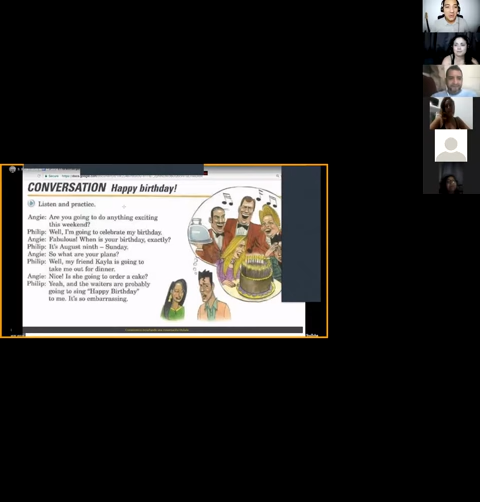 CONVERSATION Happy birthday!
Listen and practice.
Angie: Are you going to do anything exciting
this weekend?
Philip: Well, I'm going to celebrate my birthday.
Angie: Fabulous! When is your birthday, exactly?
Philip: It's August ninth – Sunday.
Angie: So what are your plans?
Philip: Well, my friend Kayla is going to
take me out for dinner.
Angie: Nice! Is she going to order a cake?
Philip: Yeah, and the waiters are probably
going to sing "Happy Birthday"
to me. It's so embarrassing.